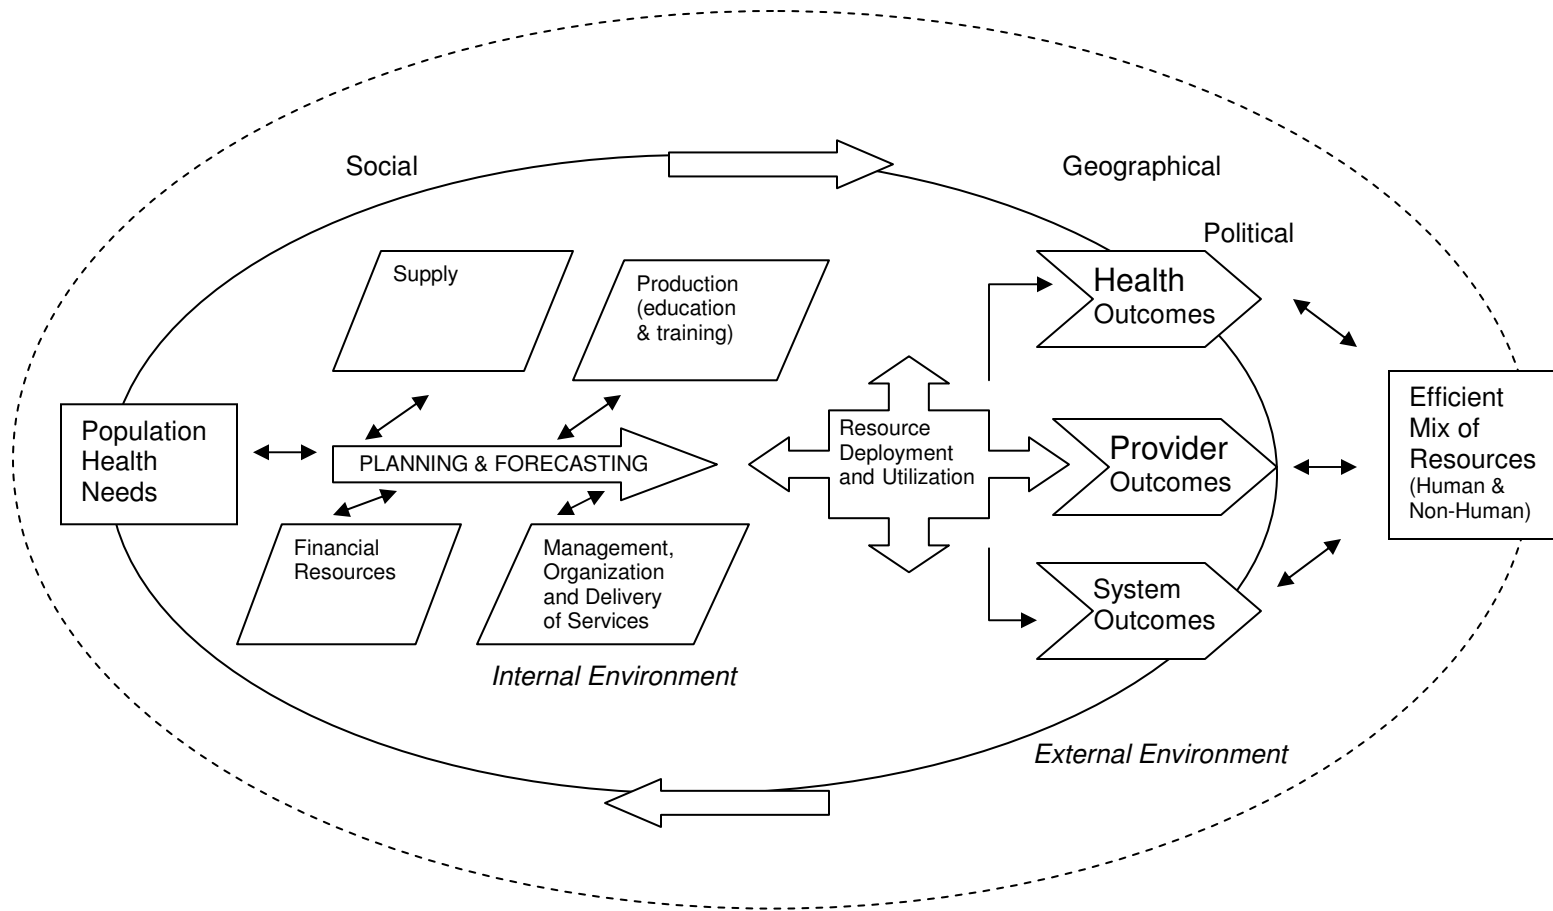 Social
Geographical
Political
Supply
Production
(education
& training)
Health
Outcomes
Population
Health
Needs
PLANNING & FORECASTING
Resource
Deployment
and Utilization
Provider
Outcomes
Efficient
Mix of
Resources
(Human &
Non-Human)
Financial
Resources
Management,
Organization
and Delivery
of Services
System
Outcomes
Internal Environment
External Environment